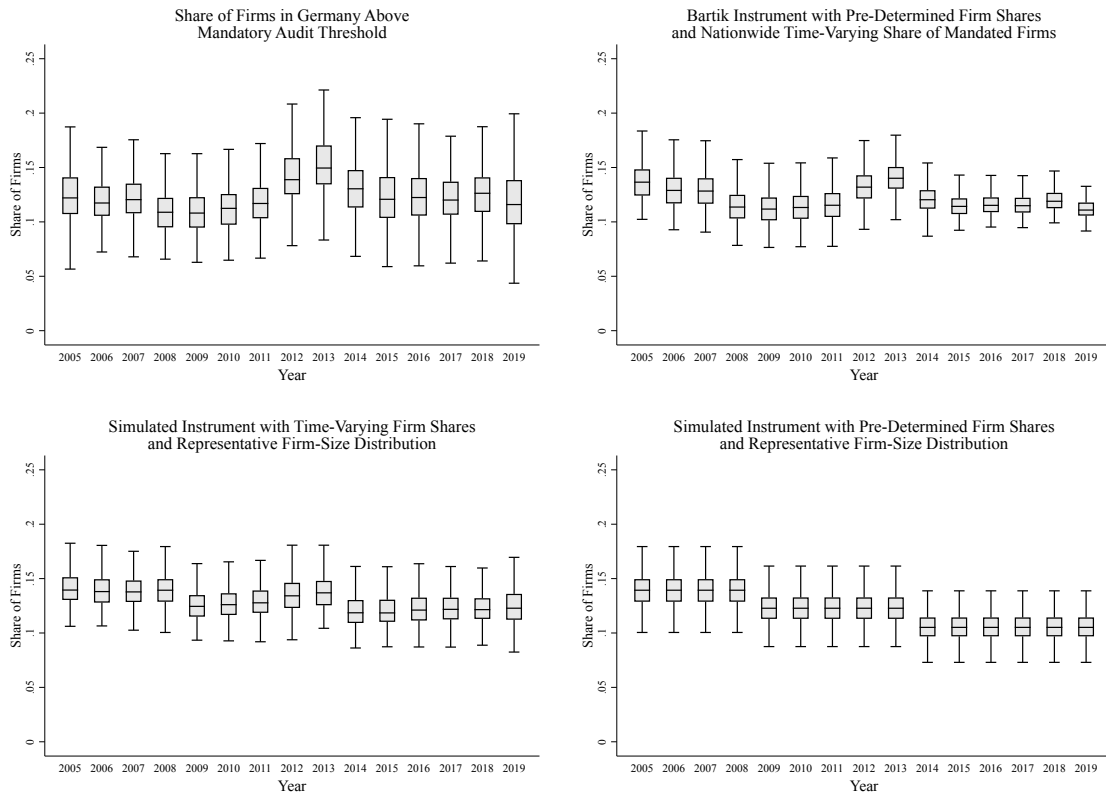 Share of Firms in Germany Above
Mandatory Audit Threshold
Share of Firms
.25
.2
.15
.1
.05
0
2005 2006 2007 2008 2009 2010 2011 2012 2013 2014 2015 2016 2017 2018 2019
Year
Bartik Instrument with Pre-Determined Firm Shares
and Nationwide Time-Varying Share of Mandated Firms
Share of Firms
.25
.2
.15
.1
.05
0
2005 2006 2007 2008 2009 2010 2011 2012 2013 2014 2015 2016 2017 2018 2019
Year
Simulated Instrument with Time-Varying Firm Shares
and Representative Firm-Size Distribution
Share of Firms
.25
.2
.15
.1
.05
0
2005 2006 2007 2008 2009 2010 2011 2012 2013 2014 2015 2016 2017 2018 2019
Year
Simulated Instrument with Pre-Determined Firm Shares
and Representative Firm-Size Distribution
Share of Firms
.25
.2
.15
.1
.05
0
2005 2006 2007 2008 2009 2010 2011 2012 2013 2014 2015 2016 2017 2018 2019
Year